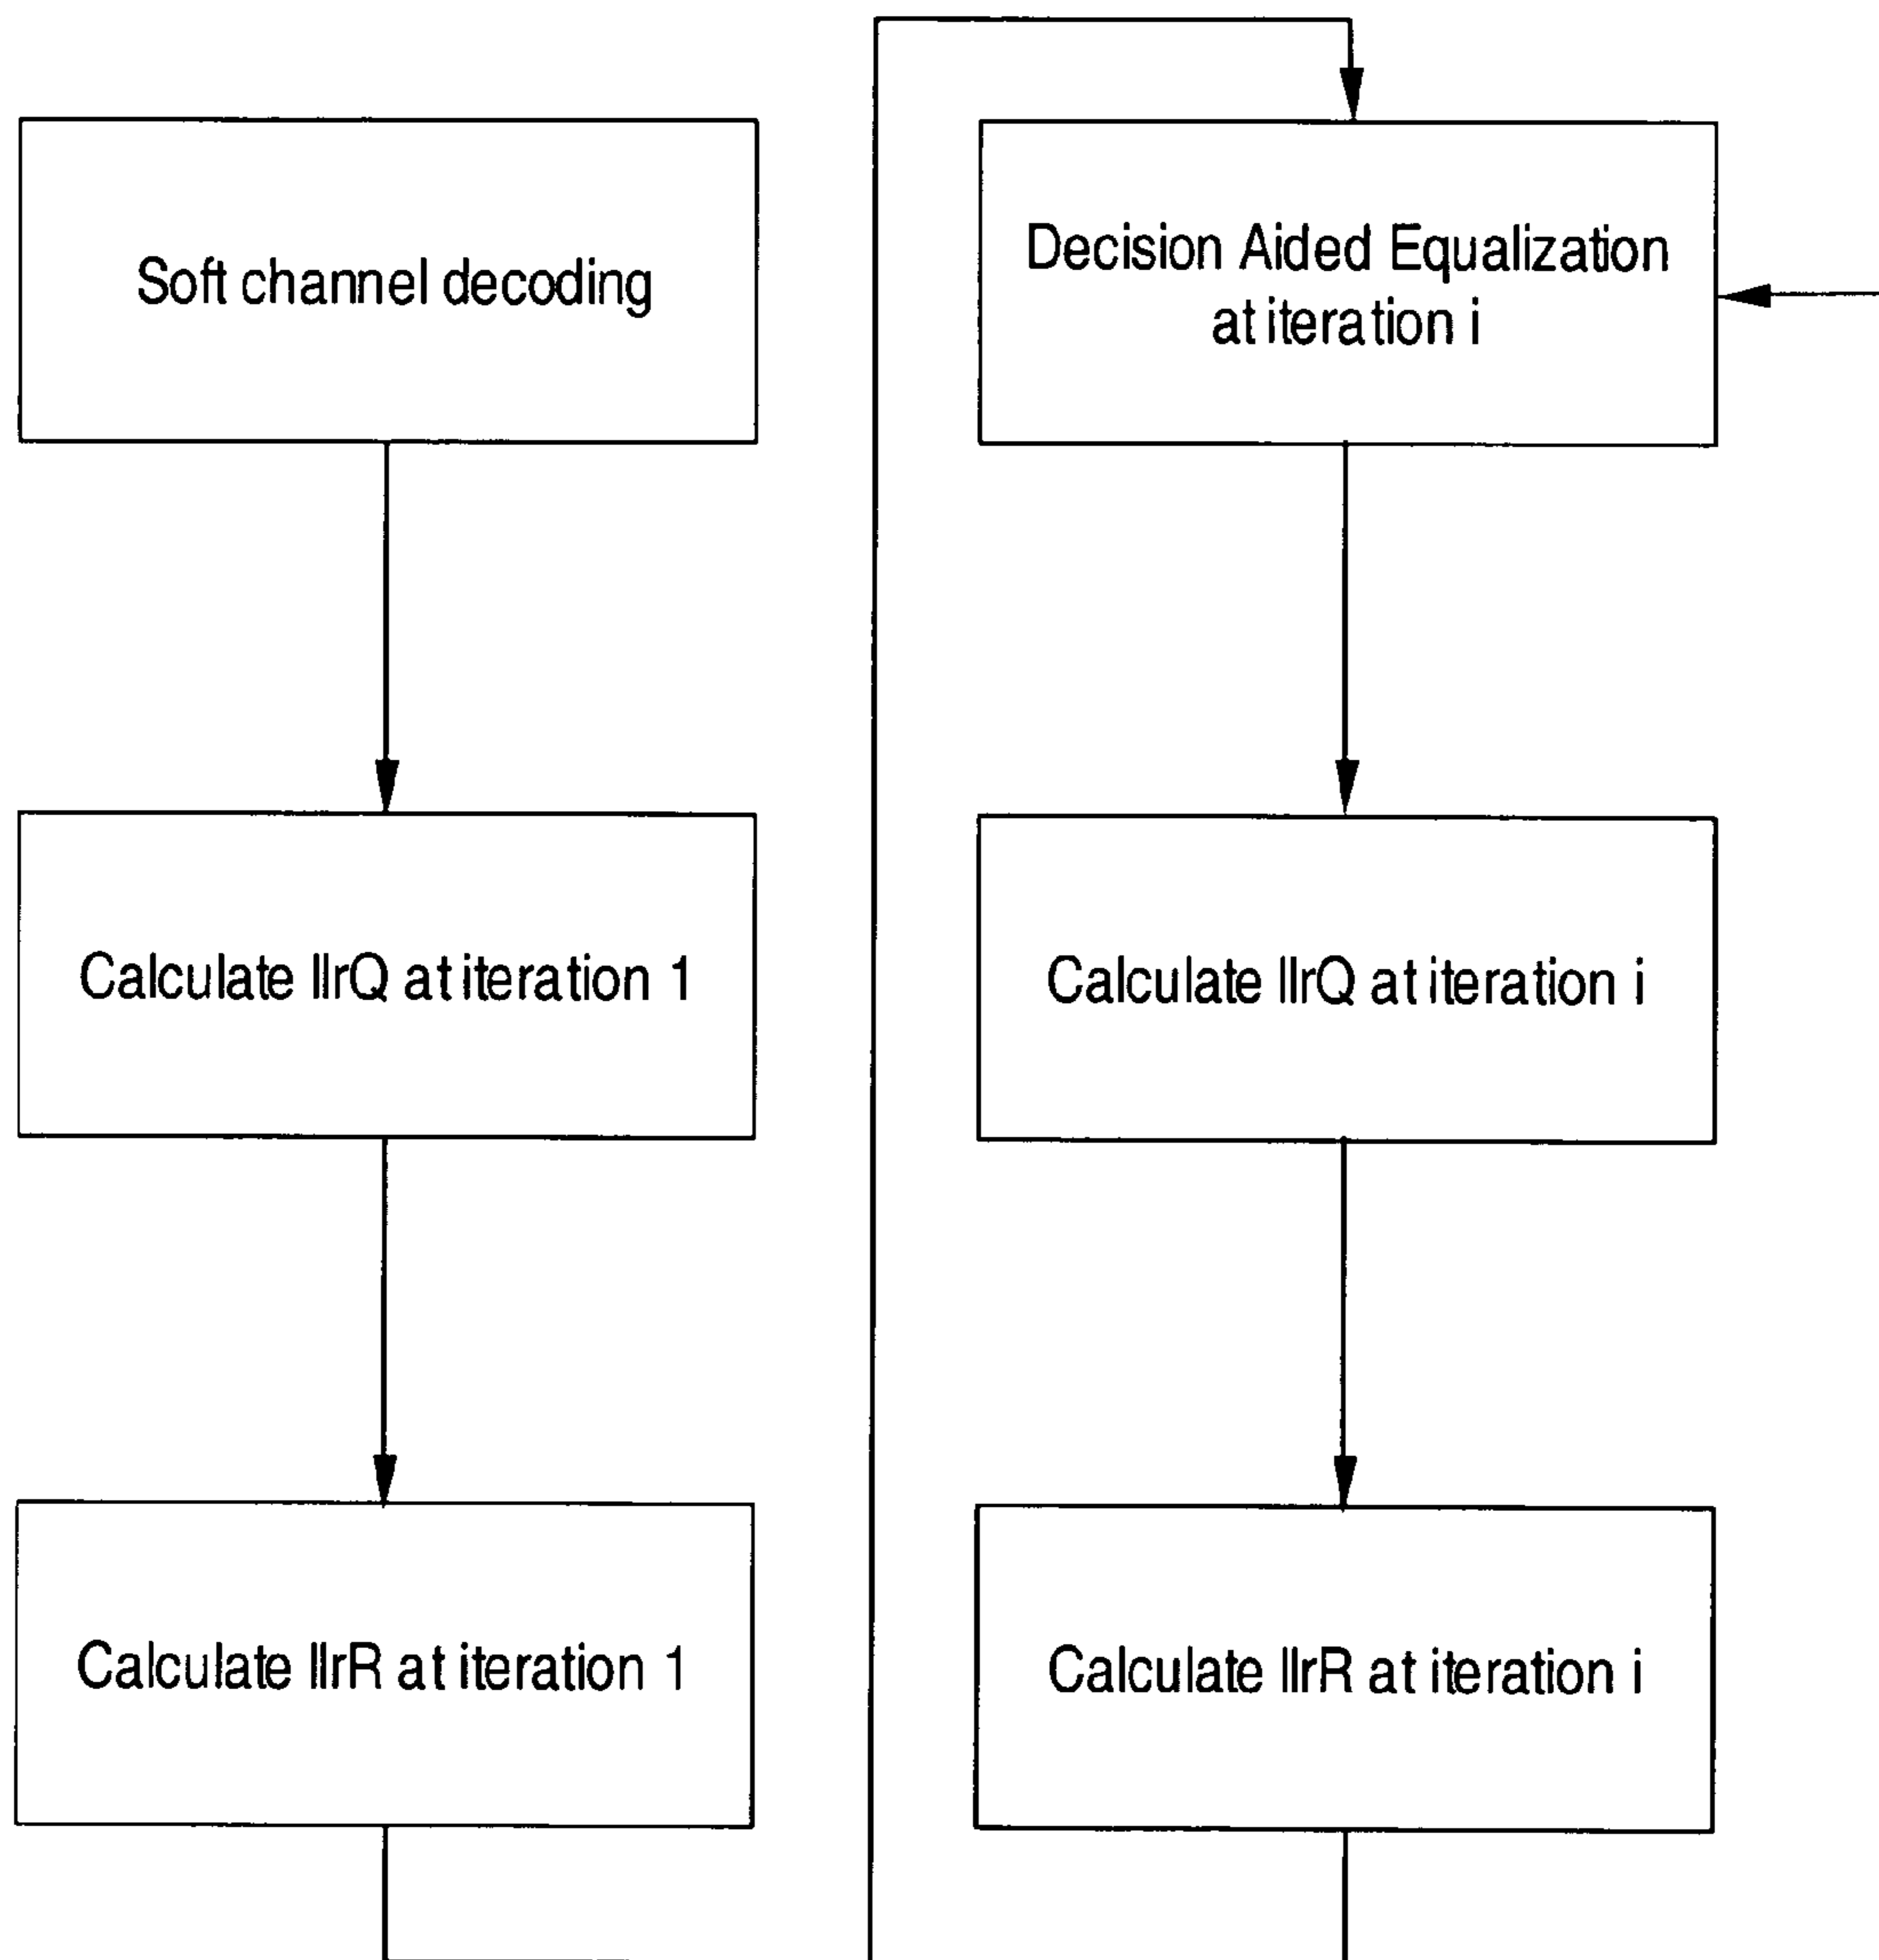 Soft channel decoding
Calculate llrQ at iteration 1
Calculate llrR at iteration 1
Decision Aided Equalization
at iteration i
Calculate llrQ at iteration i
Calculate llrR at iteration i